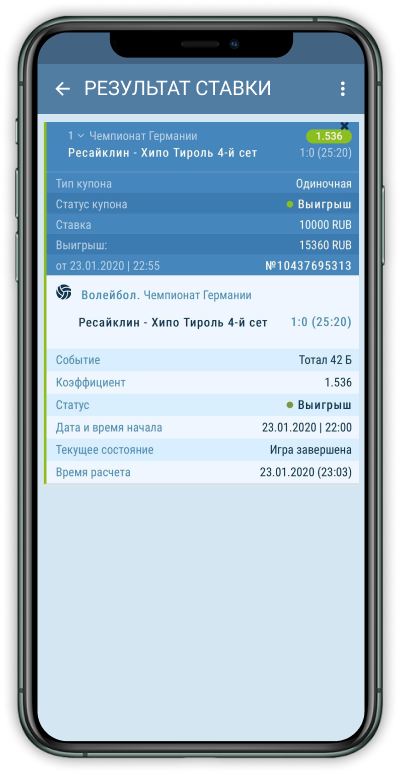 РЕЗУЛЬТАТ СТАВКИ
1 Чемпионат Германии 1.536
Ресайклин - Хипо Тироль 4-й сет 1:0 (25:20)
Тип купона Одиночная
Статус купона Выигрыш
Ставка 10000 RUB
Выигрыш: 15360 RUB
от 23.01.2020 | 22:55 №10437695313
Волейбол. Чемпионат Германии
Ресайклин - Хипо Тироль 4-й сет 1:0 (25:20)
Событие Тотал 42 Б
Коэффициент 1.536
Статус Выигрыш
Дата и время начала 23.01.2020 | 22:00
Текущее состояние Игра завершена
Время расчета 23.01.2020 (23:03)